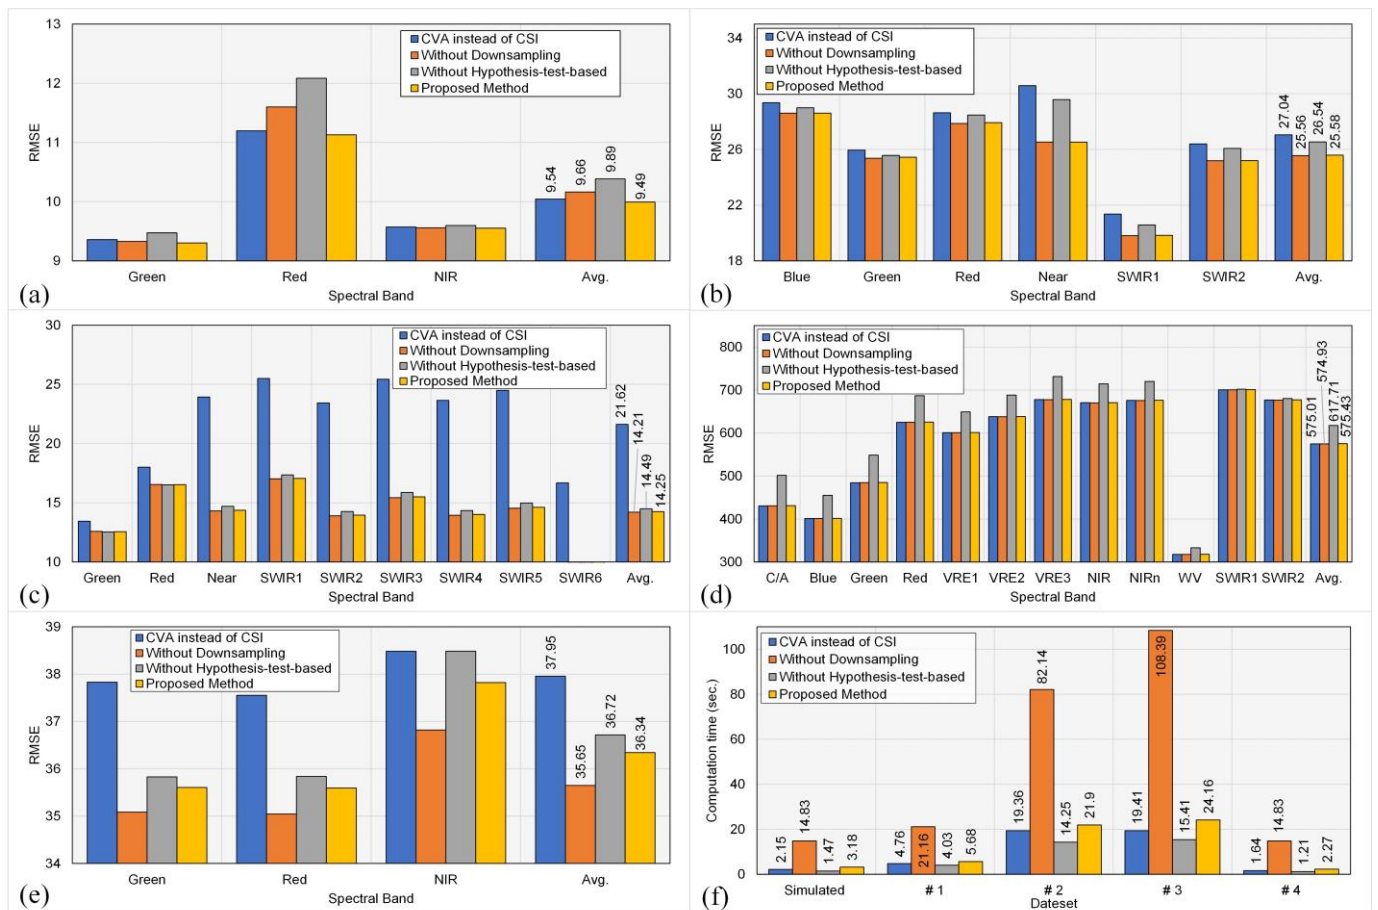 13
12
11
10
9
RMSE
CVA instead of CSI
Without Downsampling
Without Hypothesis-test-based
Proposed Method
9.54
9.66
9.89
9.49
Green Red NIR Avg.
Spectral Band
(a)
34
30
26
22
18
RMSE
CVA instead of CSI
Without Downsampling
Without Hypothesis-test-based
Proposed Method
27.04
25.56
26.54
25.58
Blue Green Red Near SWIR1 SWIR2 Avg.
Spectral Band
(b)
30
25
20
15
10
RMSE
CVA instead of CSI
Without Downsampling
Without Hypothesis-test-based
Proposed Method
21.62
14.21
14.49
14.25
Green Red Near SWIR1 SWIR2 SWIR3 SWIR4 SWIR5 SWIR6 Avg.
Spectral Band
(c)
800
700
600
500
400
300
RMSE
CVA instead of CSI
Without Downsampling
Without Hypothesis-test-based
Proposed Method
575.01
574.93
617.71
575.43
C/A Blue Green Red VRE1 VRE2 VRE3 NIR NIRn WV SWIR1 SWIR2 Avg.
Spectral Band
(d)
39
38
37
36
35
34
RMSE
CVA instead of CSI
Without Downsampling
Without Hypothesis-test-based
Proposed Method
37.95
35.65
36.72
36.34
Green Red NIR Avg.
Spectral Band
(e)
100
80
60
40
20
0
Computation time (sec.)
CVA instead of CSI
Without Downsampling
Without Hypothesis-test-based
Proposed Method
2.15
14.83
1.47
3.18
4.76
21.16
4.03
5.68
19.36
82.14
14.25
21.9
19.41
108.39
15.41
24.16
1.64
14.83
1.21
2.27
Simulated # 1 # 2 # 3 # 4
Dateset
(f)